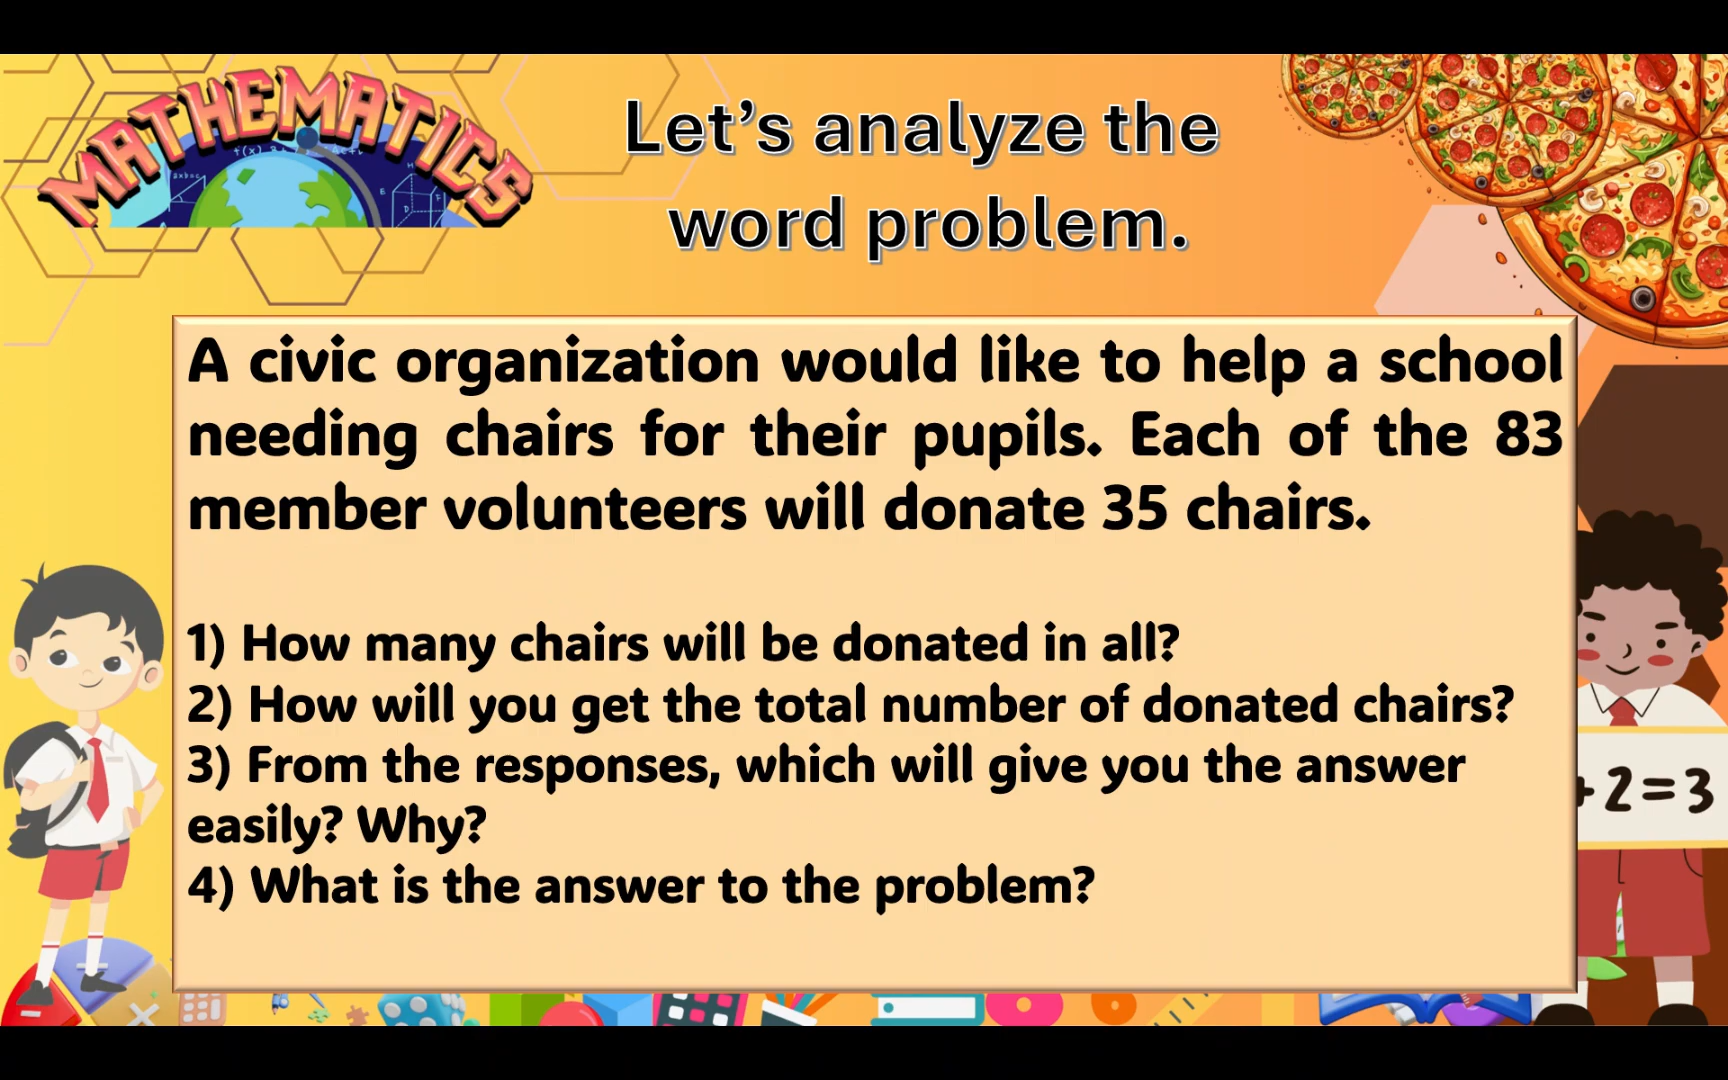 MATHEMATICS
Let’s analyze the
word problem.
A civic organization would like to help a school
needing chairs for their pupils. Each of the 83
member volunteers will donate 35 chairs.
1) How many chairs will be donated in all?
2) How will you get the total number of donated chairs?
3) From the responses, which will give you the answer
easily? Why?
4) What is the answer to the problem?
+2=3